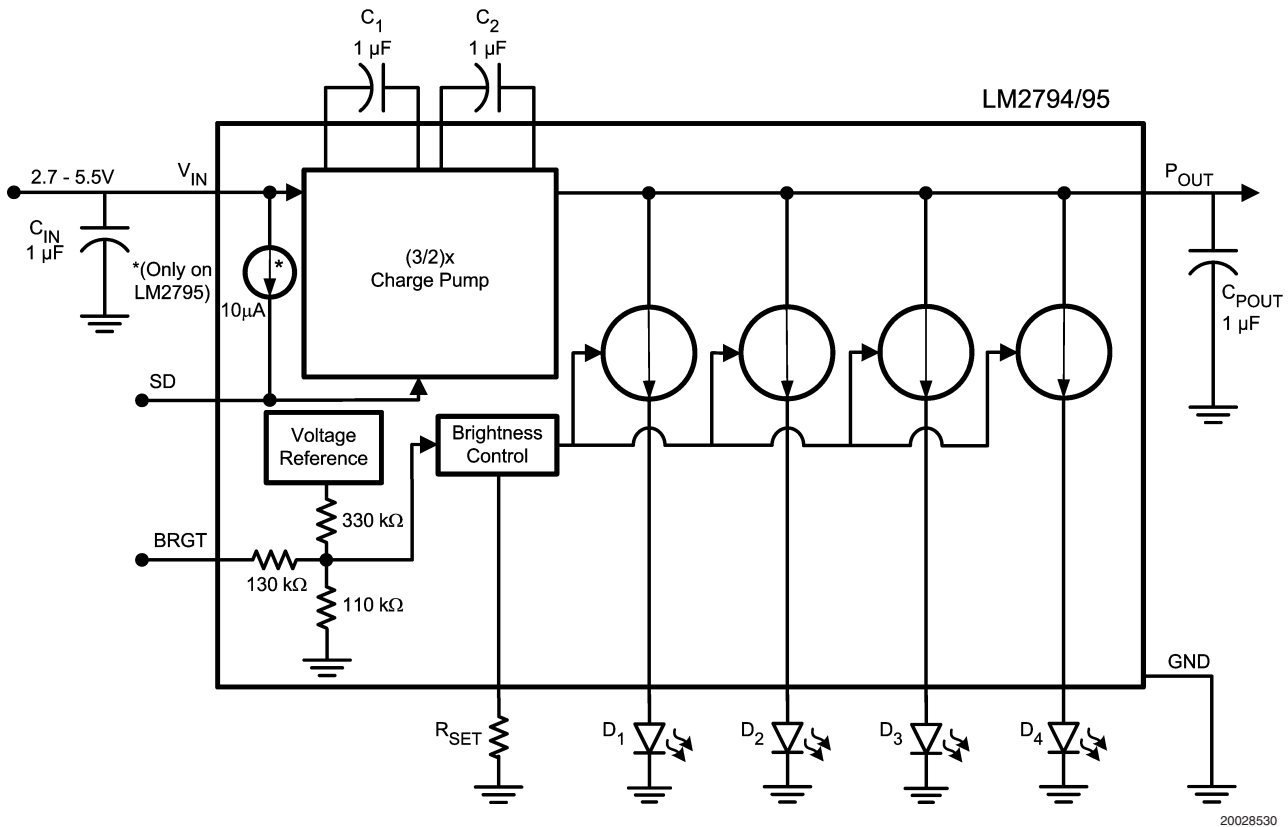 C1
1 µF
C2
1 µF
LM2794/95
2.7 - 5.5V
VIN
POUT
CIN
1 µF
*(Only on
LM2795)
*
10µA
(3/2)x
Charge Pump
CPOUT
1 µF
SD
Voltage
Reference
Brightness
Control
330 kΩ
BRGT
130 kΩ
110 kΩ
GND
RSET
D1
D2
D3
D4
20028530